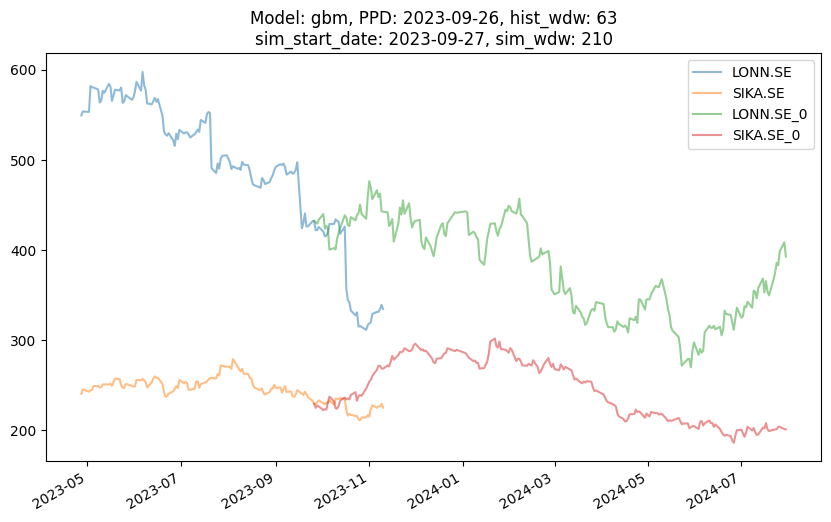 Model: gbm, PPD: 2023-09-26, hist_wdw: 63
sim_start_date: 2023-09-27, sim_wdw: 210
LONN.SE
SIKA.SE
LONN.SE_0
SIKA.SE_0
600
500
400
300
200
2023-05
2023-07
2023-09
2023-11
2024-01
2024-03
2024-05
2024-07